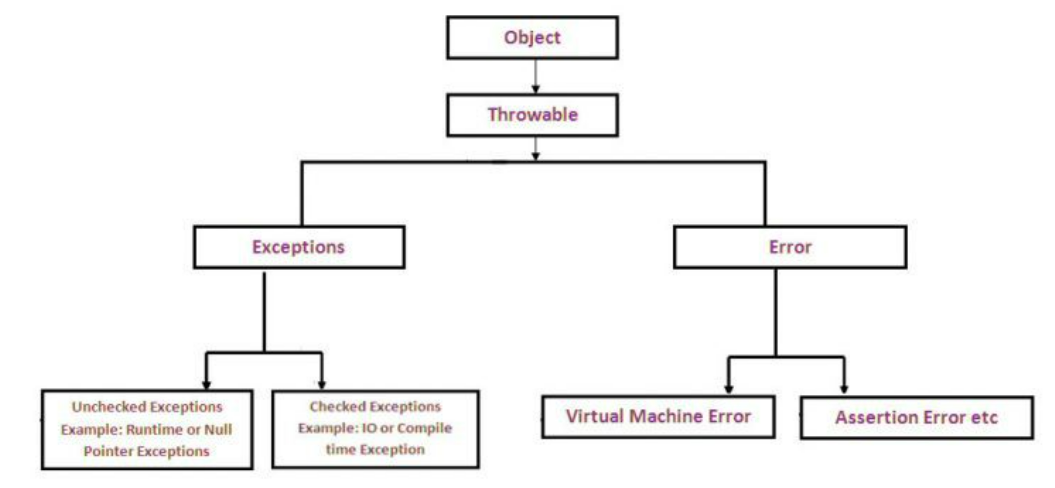 Object
Throwable
Exceptions
Error
Unchecked Exceptions
Example: Runtime or Null
Pointer Exceptions
Checked Exceptions
Example: IO or Compile
time Exception
Virtual Machine Error
Assertion Error etc